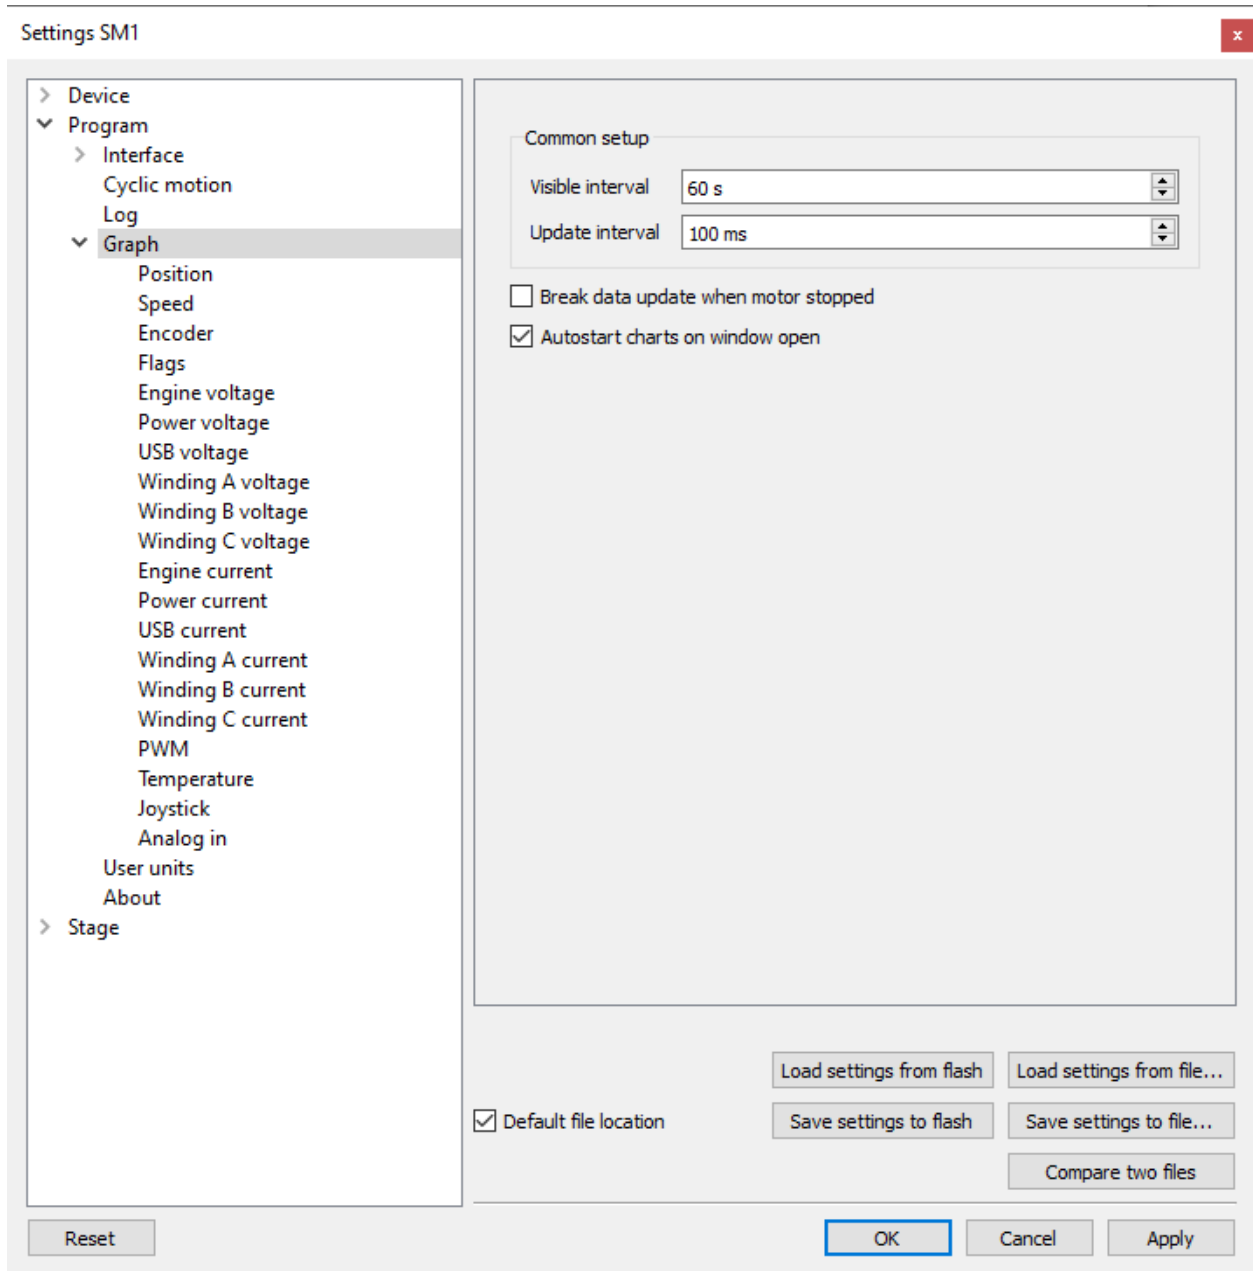 Settings SM1
x
Device
Program
Interface
Cyclic motion
Log
Graph
Position
Speed
Encoder
Flags
Engine voltage
Power voltage
USB voltage
Winding A voltage
Winding B voltage
Winding C voltage
Engine current
Power current
USB current
Winding A current
Winding B current
Winding C current
PWM
Temperature
Joystick
Analog in
User units
About
Stage
Common setup
Visible interval 60 s
Update interval 100 ms
Break data update when motor stopped
Autostart charts on window open
Load settings from flash Load settings from file...
Default file location Save settings to flash Save settings to file...
Compare two files
Reset OK Cancel Apply